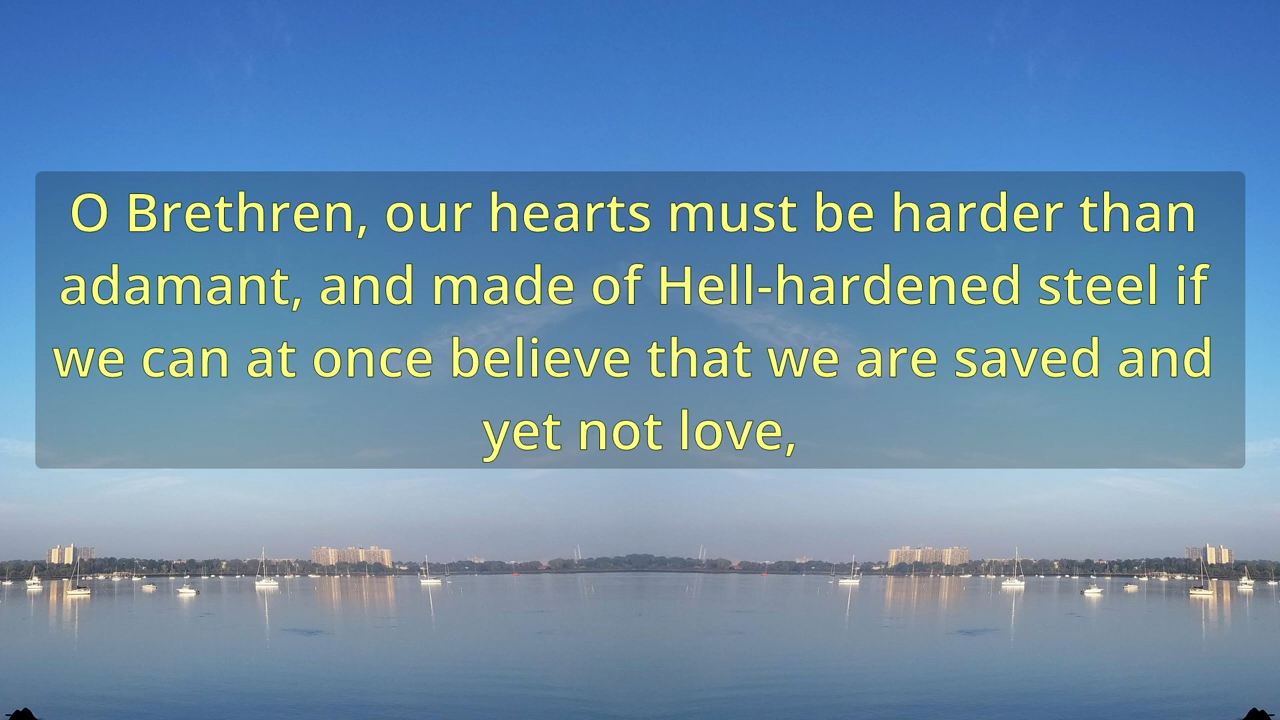 O Brethren, our hearts must be harder than
adamant, and made of Hell-hardened steel if
we can at once believe that we are saved and
yet not love,